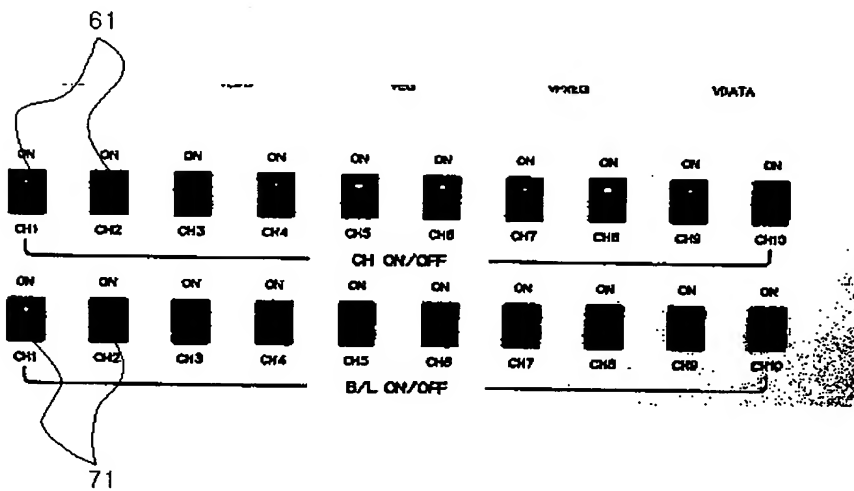 61
VDATA
ON ON ON ON ON ON ON ON ON ON
CH1 CH2 CH3 CH4 CH5 CH6 CH7 CH8 CH9 CH10
CH ON/OFF
ON ON ON ON ON ON ON ON ON ON
CH1 CH2 CH3 CH4 CH5 CH6 CH7 CH8 CH9 CH10
B/L ON/OFF
71